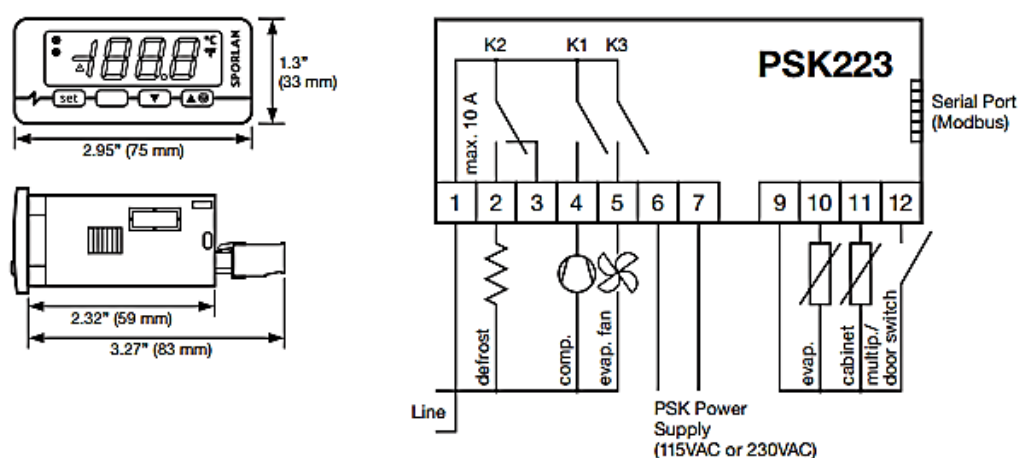 -188.8 °C
SPORLAN
set
1.3"
(33 mm)
2.95" (75 mm)
2.32" (59 mm)
3.27" (83 mm)
K2
K1
K3
PSK223
max. 10 A
Serial Port
(Modbus)
1
2
3
4
5
6
7
9
10
11
12
defrost
comp.
evap. fan
evap.
cabinet
multip./
door switch
Line
PSK Power
Supply
(115VAC or 230VAC)